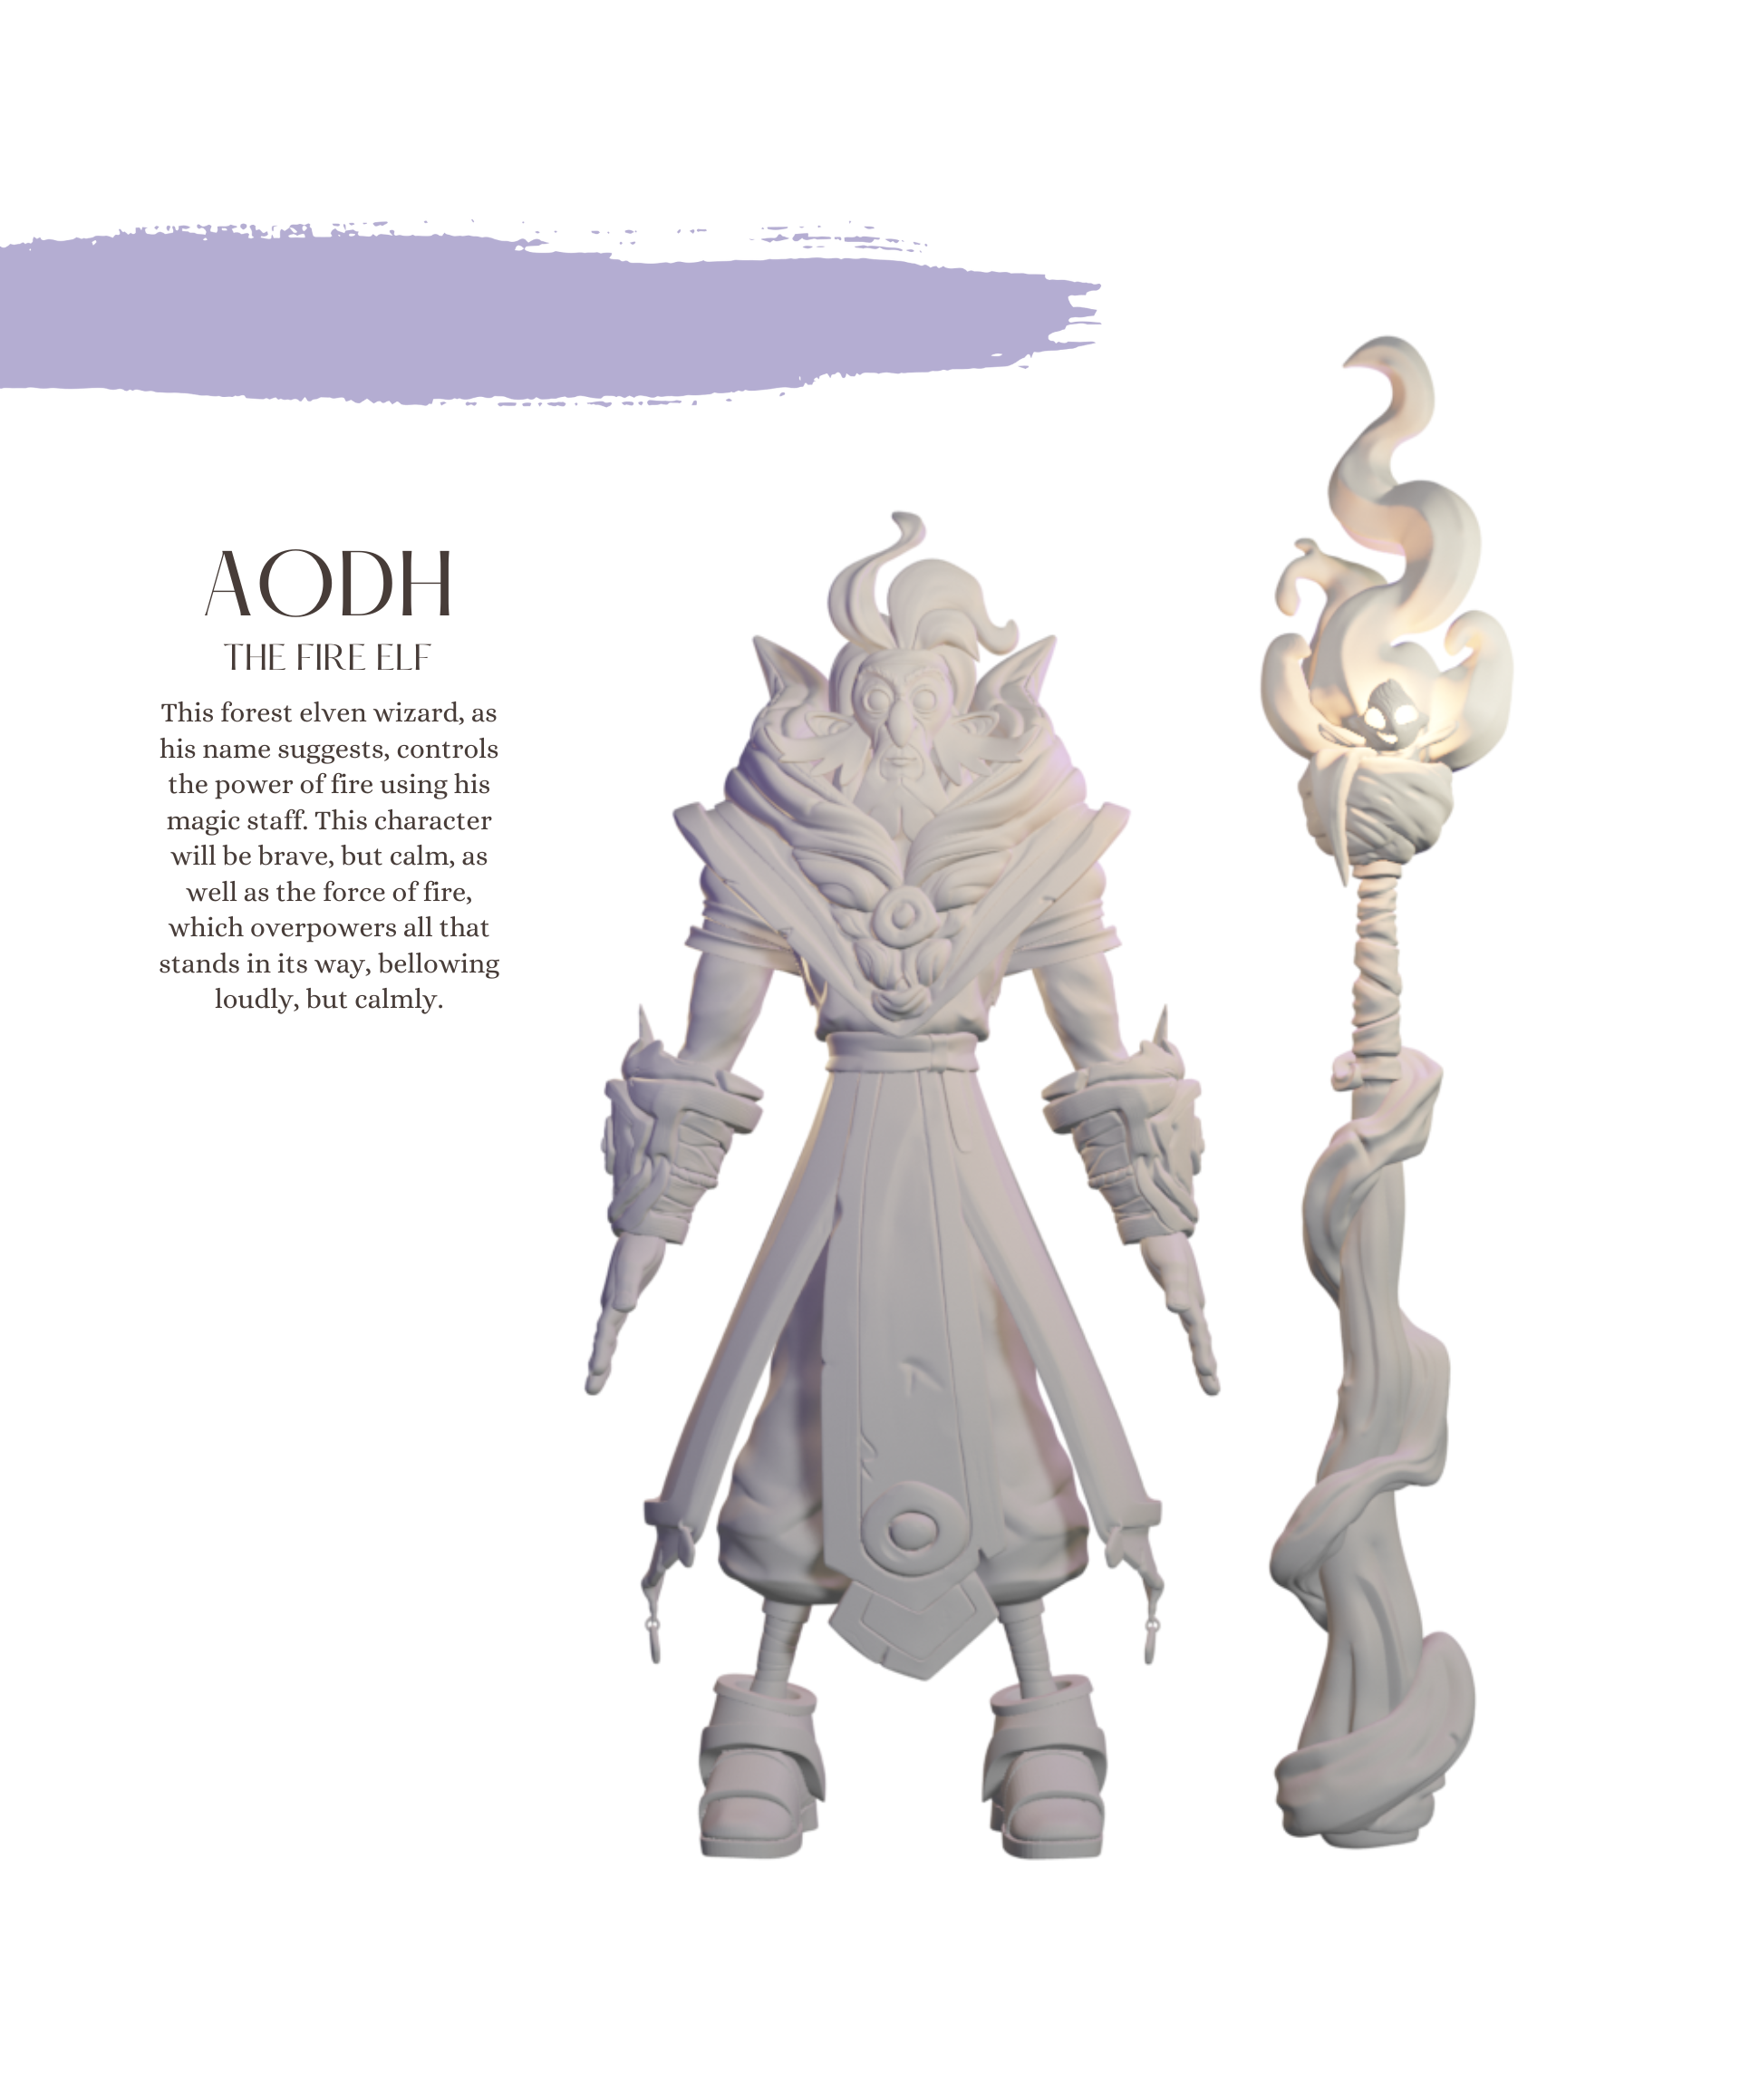 AODH
THE FIRE ELF
This forest elven wizard, as
his name suggests, controls
the power of fire using his
magic staff. This character
will be brave, but calm, as
well as the force of fire,
which overpowers all that
stands in its way, bellowing
loudly, but calmly.